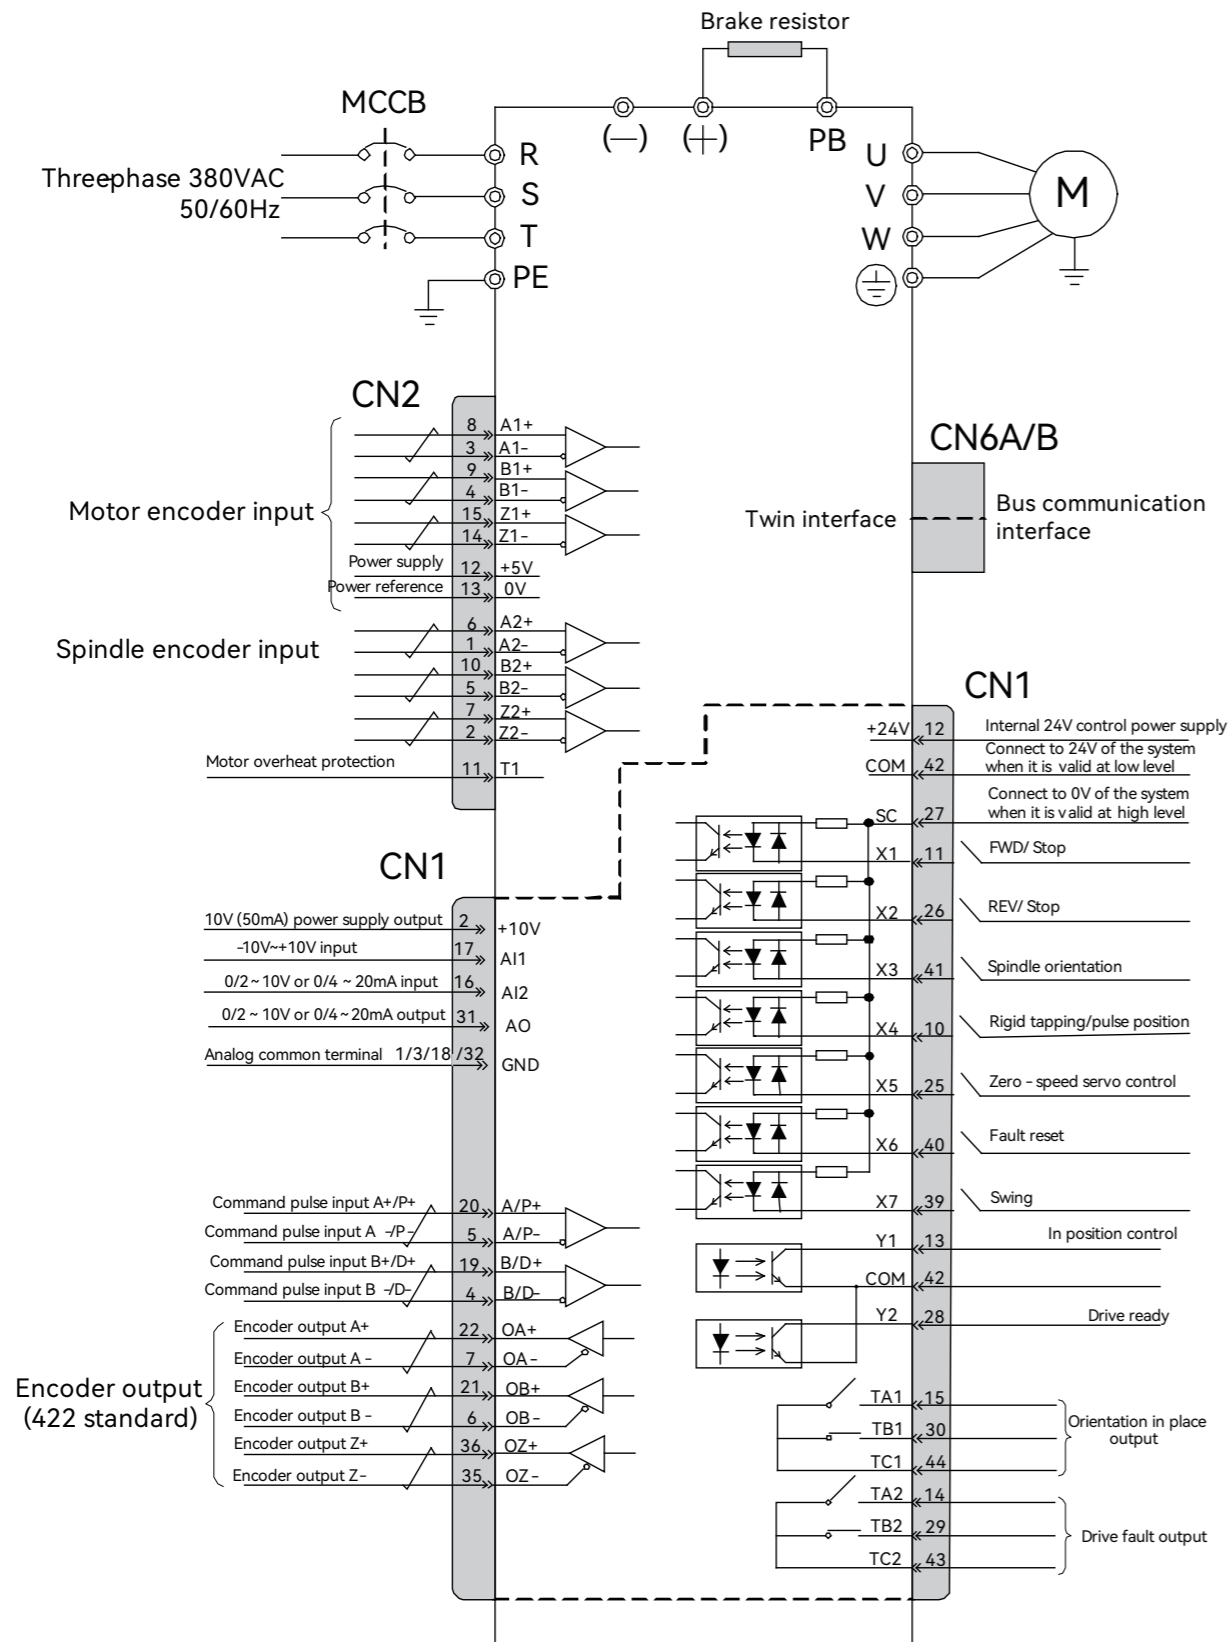 Brake resistor
MCCB
(—) (+) PB
Threephase 380VAC
50/60Hz
R
S
T
PE
U
V
W
M
CN2
Motor encoder input
8 A1+
3 A1-
9 B1+
4 B1-
15 Z1+
14 Z1-
Power supply 12 +5V
Power reference 13 0V
Spindle encoder input
6 A2+
1 A2-
10 B2+
5 B2-
7 Z2+
2 Z2-
Motor overheat protection 11 T1
CN6A/B
Twin interface
Bus communication
interface
CN1
10V (50mA) power supply output 2 +10V
-10V~+10V input 17 AI1
0/2 ~ 10V or 0/4 ~ 20mA input 16 AI2
0/2 ~ 10V or 0/4 ~ 20mA output 31 AO
Analog common terminal 1/3/18/32 GND
Command pulse input A+/P+ 20 A/P+
Command pulse input A -/P- 5 A/P-
Command pulse input B+/D+ 19 B/D+
Command pulse input B -/D- 4 B/D-
Encoder output
(422 standard)
Encoder output A+ 22 OA+
Encoder output A - 7 OA-
Encoder output B+ 21 OB+
Encoder output B - 6 OB-
Encoder output Z+ 36 OZ+
Encoder output Z- 35 OZ-
CN1
+24V 12 Internal 24V control power supply
COM 42 Connect to 24V of the system
when it is valid at low level
SC 27 Connect to 0V of the system
when it is valid at high level
X1 11 FWD/ Stop
X2 26 REV/ Stop
X3 41 Spindle orientation
X4 10 Rigid tapping/pulse position
X5 25 Zero - speed servo control
X6 40 Fault reset
X7 39 Swing
Y1 13 In position control
COM 42
Y2 28 Drive ready
TA1 15
TB1 30
TC1 44
Orientation in place
output
TA2 14
TB2 29
TC2 43
Drive fault output